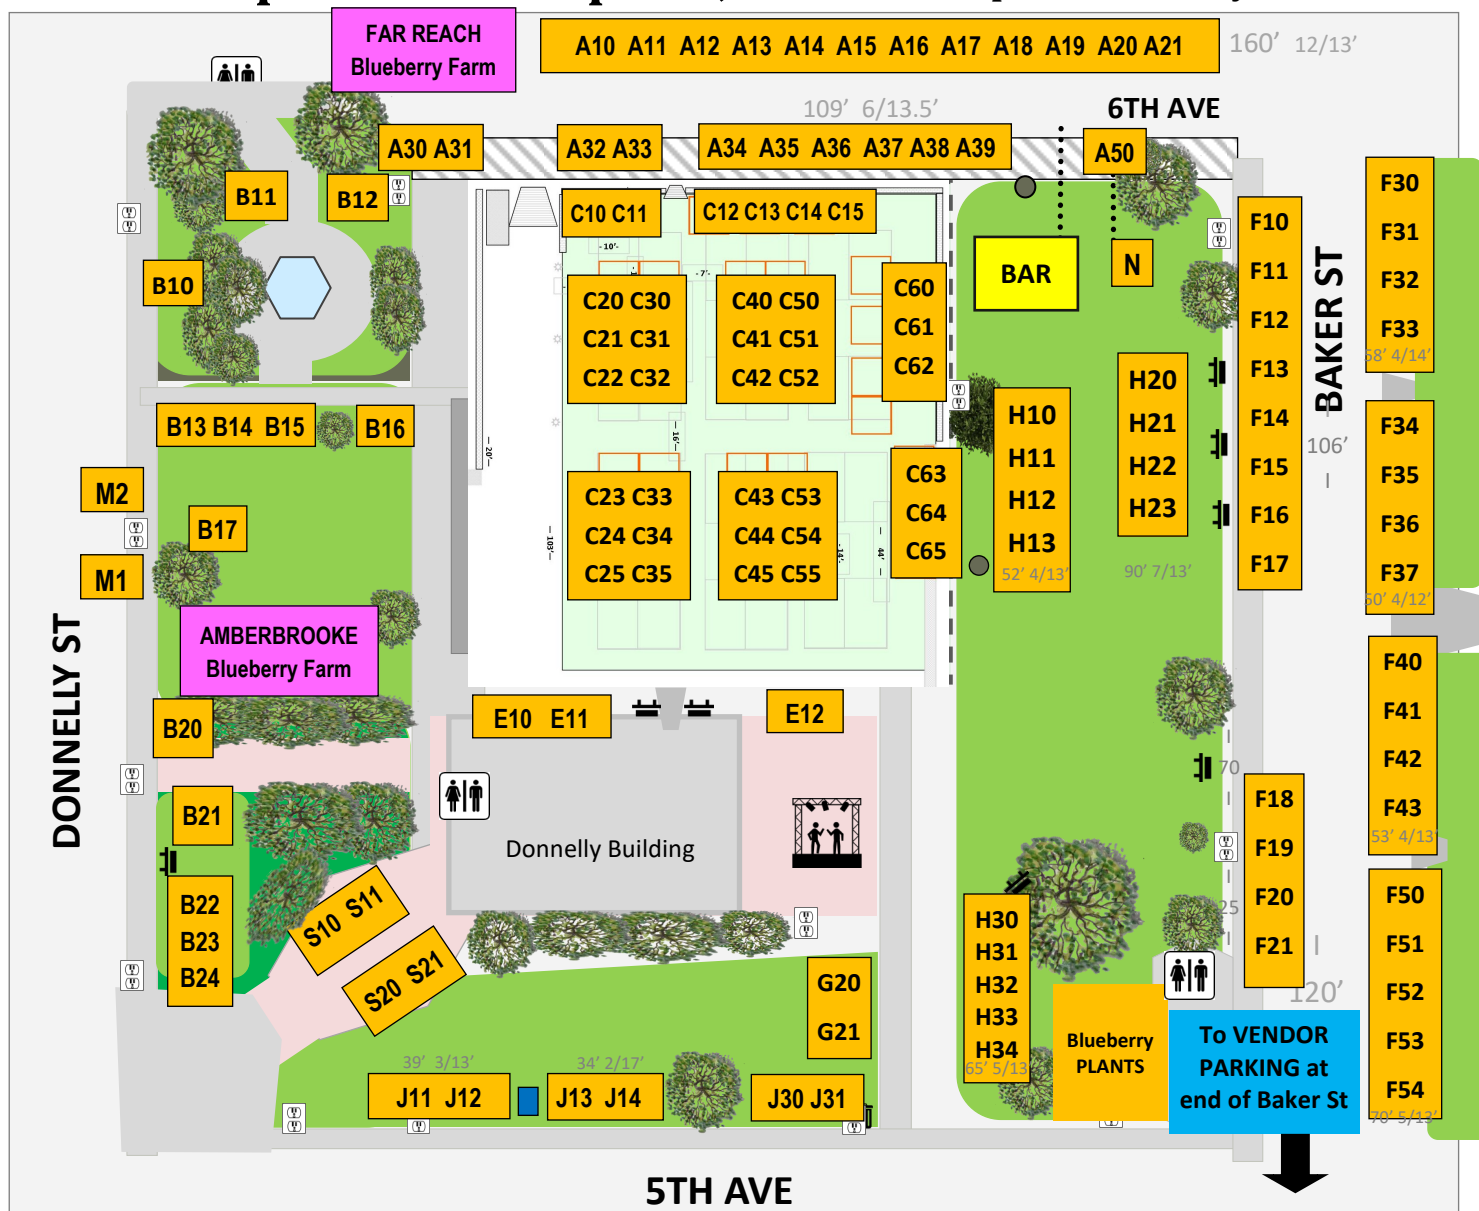 FAR REACH
Blueberry Farm
A10 A11 A12 A13 A14 A15 A16 A17 A18 A19 A20 A21
160' 12/13'
109' 6/13.5'
6TH AVE
A30 A31
A32 A33
A34 A35 A36 A37 A38 A39
A50
B11
B12
B10
C10 C11
C12 C13 C14 C15
- 10'-
- 7'-
C20 C30
C21 C31
C22 C32
C40 C50
C41 C51
C42 C52
C60
C61
C62
BAR
N
F10
F11
F12
F13
F14
F15
F16
F17
BAKER ST
F30
F31
F32
F33
58' 4/14'
B13 B14 B15
B16
— 20'—
— 16'—
H10
H11
H12
H13
52' 4/13'
H20
H21
H22
H23
90' 7/13'
106'
F34
F35
F36
F37
50' 4/12'
M2
B17
M1
C23 C33
C24 C34
C25 C35
C43 C53
C44 C54
C45 C55
C63
C64
C65
— 103'—
- 14'-
— 44'—
DONNELLY ST
AMBERBROOKE
Blueberry Farm
B20
E10 E11
E12
F40
F41
F42
F43
53' 4/13'
70
B21
Donnelly Building
F18
F19
F20
F21
25
120'
B22
B23
B24
S10 S11
S20 S21
G20
G21
H30
H31
H32
H33
H34
65' 5/13'
F50
F51
F52
F53
F54
70' 5/13'
Blueberry
PLANTS
To VENDOR
PARKING at
end of Baker St
39' 3/13'
34' 2/17'
J11 J12
J13 J14
J30 J31
5TH AVE